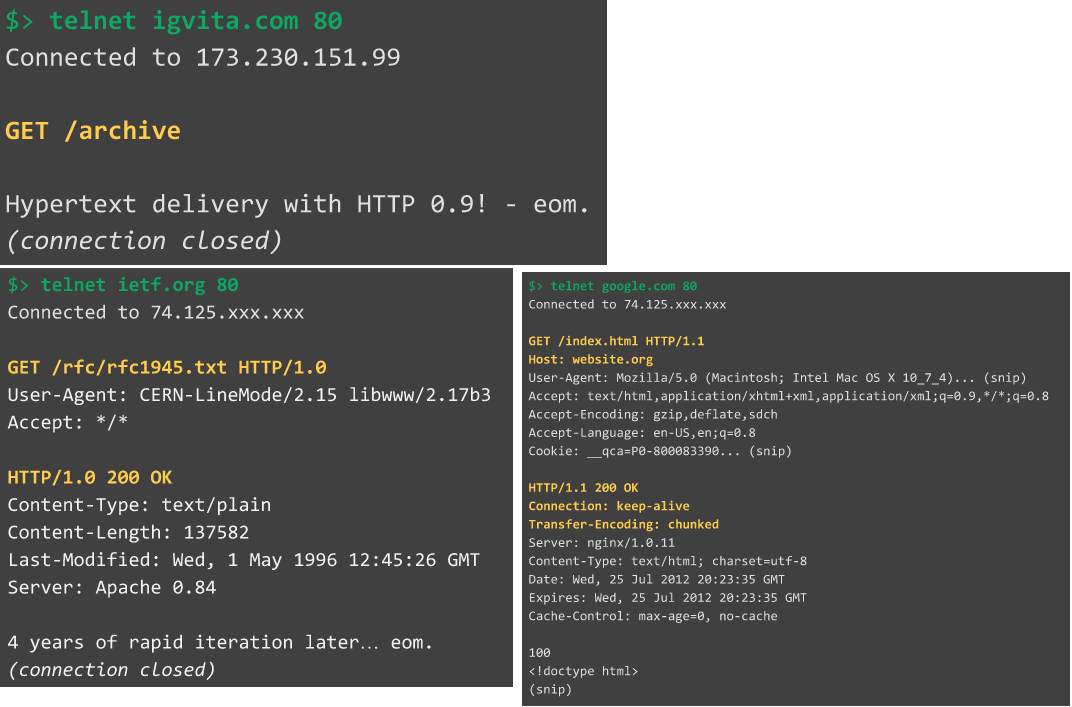 $> telnet igvita.com 80
Connected to 173.230.151.99
GET /archive
Hypertext delivery with HTTP 0.9! - eom.
(connection closed)
$> telnet ietf.org 80
Connected to 74.125.xxx.xxx
GET /rfc/rfc1945.txt HTTP/1.0
User-Agent: CERN-LineMode/2.15 libwww/2.17b3
Accept: */*
HTTP/1.0 200 OK
Content-Type: text/plain
Content-Length: 137582
Last-Modified: Wed, 1 May 1996 12:45:26 GMT
Server: Apache 0.84
4 years of rapid iteration later… eom.
(connection closed)
$> telnet google.com 80
Connected to 74.125.xxx.xxx
GET /index.html HTTP/1.1
Host: website.org
User-Agent: Mozilla/5.0 (Macintosh; Intel Mac OS X 10_7_4)... (snip)
Accept: text/html,application/xhtml+xml,application/xml;q=0.9,*/*;q=0.8
Accept-Encoding: gzip,deflate,sdch
Accept-Language: en-US,en;q=0.8
Cookie: __qca=P0-800083390... (snip)
HTTP/1.1 200 OK
Connection: keep-alive
Transfer-Encoding: chunked
Server: nginx/1.0.11
Content-Type: text/html; charset=utf-8
Date: Wed, 25 Jul 2012 20:23:35 GMT
Expires: Wed, 25 Jul 2012 20:23:35 GMT
Cache-Control: max-age=0, no-cache
100
<!doctype html>
(snip)